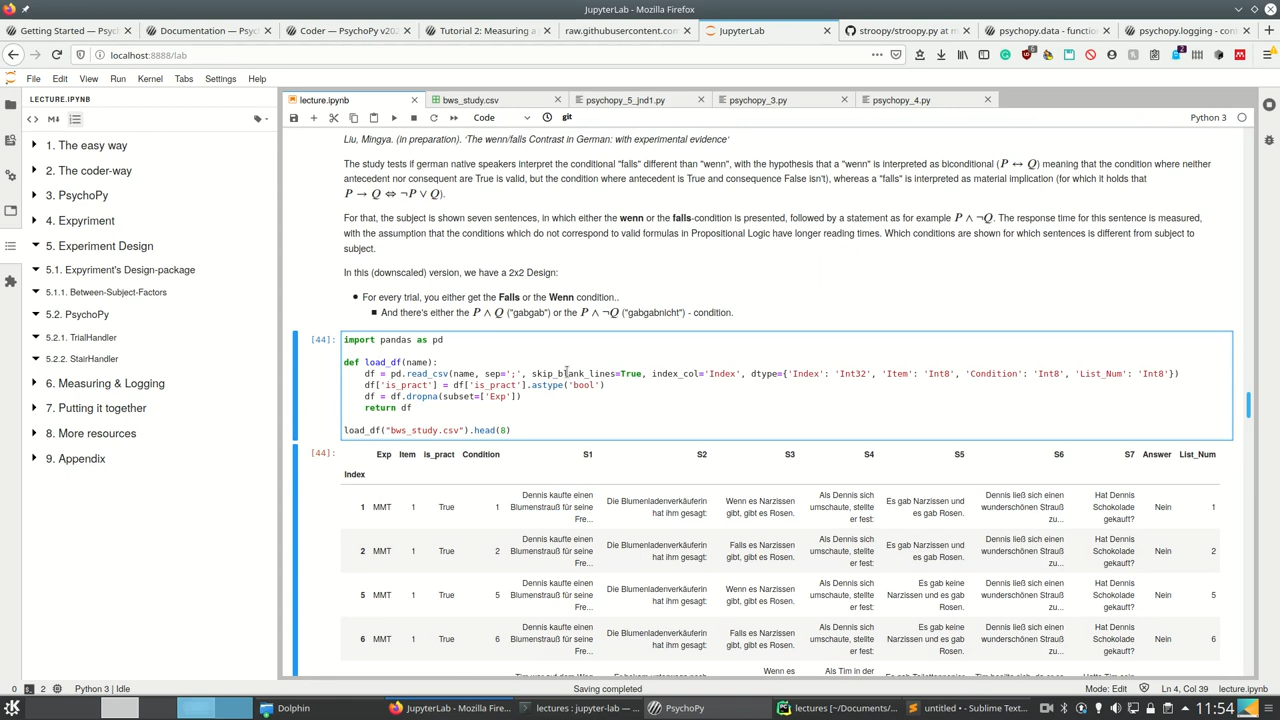 JupyterLab - Mozilla Firefox
Getting Started — Psyc
Documentation — Psyc
Coder — PsychoPy v202
Tutorial 2: Measuring a
raw.githubusercontent.com/
JupyterLab
stroopy/stroopy.py at m
psychopy.data - function
psychopy.logging - con
localhost:8888/lab
File Edit View Run Kernel Tabs Settings Help
LECTURE.IPYNB
lecture.ipynb
bws_study.csv
psychopy_5_jnd1.py
psychopy_3.py
psychopy_4.py
Code
git
Python 3
1. The easy way
2. The coder-way
3. PsychoPy
4. Expyriment
5. Experiment Design
5.1. Expyriment's Design-package
5.1.1. Between-Subject-Factors
5.2. PsychoPy
5.2.1. TrialHandler
5.2.2. StairHandler
6. Measuring & Logging
7. Putting it together
8. More resources
9. Appendix
Liu, Mingya. (in preparation). 'The wenn/falls Contrast in German: with experimental evidence'
The study tests if german native speakers interpret the conditional "falls" different than "wenn", with the hypothesis that a "wenn" is interpreted as biconditional (P ↔ Q) meaning that the condition where neither
antecedent nor consequent are True is valid, but the condition where antecedent is True and consequence False isn't), whereas a "falls" is interpreted as material implication (for which it holds that
P → Q ⇔ ¬P ∨ Q).
For that, the subject is shown seven sentences, in which either the wenn or the falls-condition is presented, followed by a statement as for example P ∧ ¬Q. The response time for this sentence is measured,
with the assumption that the conditions which do not correspond to valid formulas in Propositional Logic have longer reading times. Which conditions are shown for which sentences is different from subject to
subject.
In this (downscaled) version, we have a 2x2 Design:
For every trial, you either get the Falls or the Wenn condition..
And there's either the P ∧ Q ("gabgab") or the P ∧ ¬Q ("gabgabnicht") - condition.
[44]: import pandas as pd
def load_df(name):
df = pd.read_csv(name, sep=';', skip_blank_lines=True, index_col='Index', dtype={'Index': 'Int32', 'Item': 'Int8', 'Condition': 'Int8', 'List_Num': 'Int8'})
df['is_pract'] = df['is_pract'].astype('bool')
df = df.dropna(subset=['Exp'])
return df
load_df("bws_study.csv").head(8)
[44]: Exp Item is_pract Condition S1 S2 S3 S4 S5 S6 S7 Answer List_Num
Index
1 MMT 1 True 1 Dennis kaufte einen Blumenstrauß für seine Fre... Die Blumenladenverkäuferin hat ihm gesagt: Wenn es Narzissen gibt, gibt es Rosen. Als Dennis sich umschaute, stellte er fest: Es gab Narzissen und es gab Rosen. Dennis ließ sich einen wunderschönen Strauß zu... Hat Dennis Schokolade gekauft? Nein 1
2 MMT 1 True 2 Dennis kaufte einen Blumenstrauß für seine Fre... Die Blumenladenverkäuferin hat ihm gesagt: Falls es Narzissen gibt, gibt es Rosen. Als Dennis sich umschaute, stellte er fest: Es gab Narzissen und es gab Rosen. Dennis ließ sich einen wunderschönen Strauß zu... Hat Dennis Schokolade gekauft? Nein 2
5 MMT 1 True 5 Dennis kaufte einen Blumenstrauß für seine Fre... Die Blumenladenverkäuferin hat ihm gesagt: Wenn es Narzissen gibt, gibt es Rosen. Als Dennis sich umschaute, stellte er fest: Es gab keine Narzissen und es gab Rosen. Dennis ließ sich einen wunderschönen Strauß zu... Hat Dennis Schokolade gekauft? Nein 5
6 MMT 1 True 6 Dennis kaufte einen Blumenstrauß für seine Fre... Die Blumenladenverkäuferin hat ihm gesagt: Falls es Narzissen gibt, gibt es Rosen. Als Dennis sich umschaute, stellte er fest: Es gab keine Narzissen und es gab Rosen. Dennis ließ sich einen wunderschönen Strauß zu... Hat Dennis Schokolade gekauft? Nein 6
Wenn es Als Tim in der
0 2 Python 3 | Idle Saving completed Mode: Edit Ln 4, Col 39 lecture.ipynb
Dolphin
JupyterLab - Mozilla Firefo...
lectures : jupyter-lab — ...
PsychoPy
lectures [~/Documents/...
untitled • - Sublime Text...
11:54